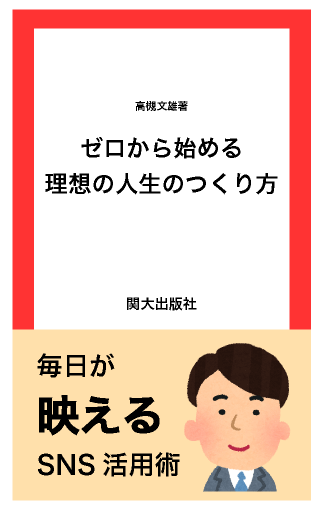 高槻文雄著
ゼロから始める
理想の人生のつくり方
関大出版社
毎日が
映える
SNS 活用術